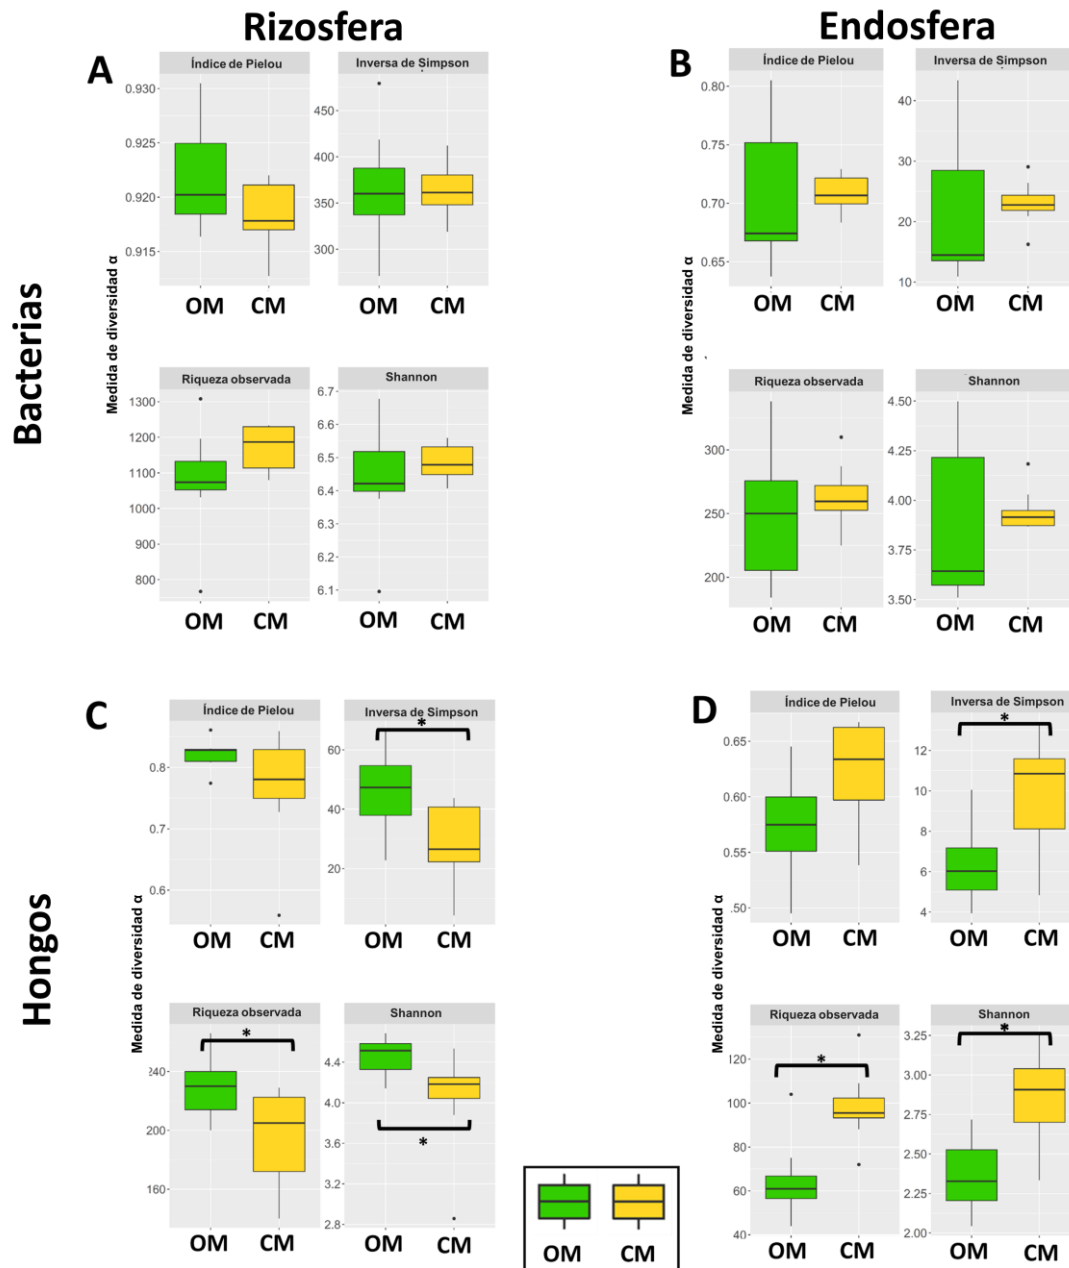 Rizosfera
Endosfera
Bacterias
Hongos
A
Medida de diversidad α
Índice de Pielou
0.930
0.925
0.920
0.915
OM CM
Inversa de Simpson
450
400
350
300
OM CM
Riqueza observada
1300
1200
1100
1000
900
800
OM CM
Shannon
6.7
6.6
6.5
6.4
6.3
6.2
6.1
OM CM
B
Medida de diversidad α
Índice de Pielou
0.80
0.75
0.70
0.65
OM CM
Inversa de Simpson
40
30
20
10
OM CM
Riqueza observada
300
250
200
OM CM
Shannon
4.50
4.25
4.00
3.75
3.50
OM CM
C
Medida de diversidad α
Índice de Pielou
0.8
0.7
0.6
OM CM
Inversa de Simpson
*
60
40
20
OM CM
Riqueza observada
*
240
200
160
OM CM
Shannon
4.4
4.0
3.6
3.2
2.8
*
OM CM
D
Medida de diversidad α
Índice de Pielou
0.65
0.60
0.55
.50
OM CM
Inversa de Simpson
*
12
10
8
6
4
OM CM
Riqueza observada
*
120
100
80
60
40
OM CM
Shannon
*
3.25
3.00
2.75
2.50
2.25
2.00
OM CM
OM CM